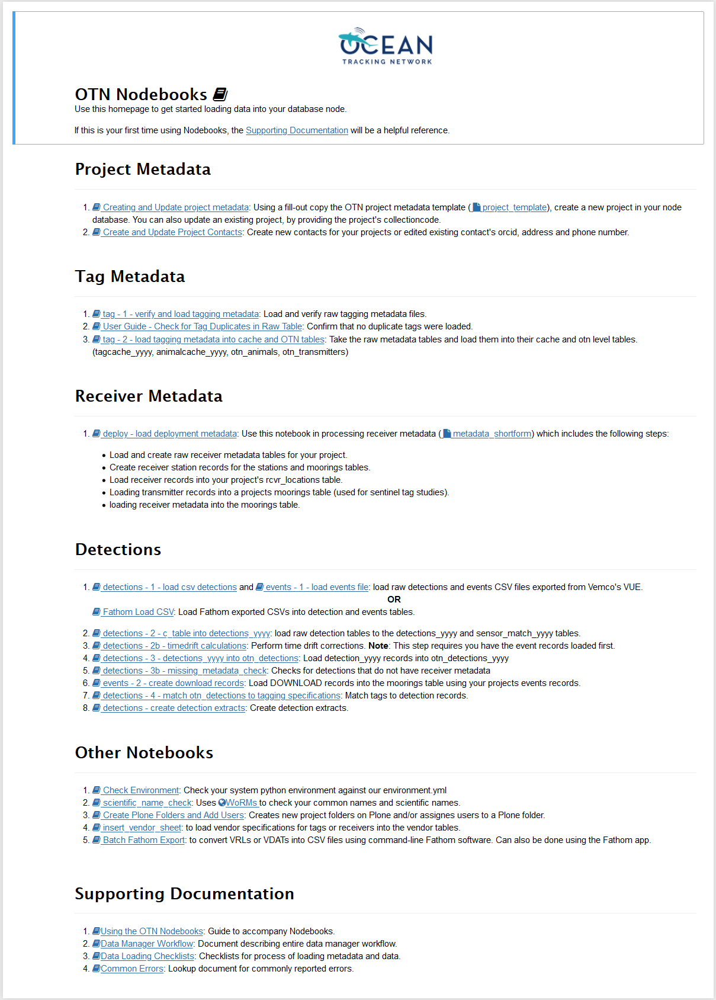 OCEAN
TRACKING NETWORK
OTN Nodebooks
Use this homepage to get started loading data into your database node.
If this is your first time using Nodebooks, the Supporting Documentation will be a helpful reference.
Project Metadata
1. Creating and Update project metadata: Using a fill-out copy the OTN project metadata template ( project_template), create a new project in your node
database. You can also update an existing project, by providing the project's collectioncode.
2. Create and Update Project Contacts: Create new contacts for your projects or edited existing contact's orcid, address and phone number.
Tag Metadata
1. tag - 1 - verify and load tagging metadata: Load and verify raw tagging metadata files.
2. User Guide - Check for Tag Duplicates in Raw Table: Confirm that no duplicate tags were loaded.
3. tag - 2 - load tagging metadata into cache and OTN tables: Take the raw metadata tables and load them into their cache and otn level tables.
(tagcache_yyyy, animalcache_yyyy, otn_animals, otn_transmitters)
Receiver Metadata
1. deploy - load deployment metadata: Use this notebook in processing receiver metadata ( metadata_shortform) which includes the following steps:
• Load and create raw receiver metadata tables for your project.
• Create receiver station records for the stations and moorings tables.
• Load receiver records into your project's rcvr_locations table.
• Loading transmitter records into a projects moorings table (used for sentinel tag studies).
• loading receiver metadata into the moorings table.
Detections
1. detections - 1 - load csv detections and events - 1 - load events file: load raw detections and events CSV files exported from Vemco's VUE.
OR
Fathom Load CSV: Load Fathom exported CSVs into detection and events tables.
2. detections - 2 - c_table into detections_yyyy: load raw detection tables to the detections_yyyy and sensor_match_yyyy tables.
3. detections - 2b - timedrift calculations: Perform time drift corrections. Note: This step requires you have the event records loaded first.
4. detections - 3 - detections_yyyy into otn_detections: Load detection_yyyy records into otn_detections_yyyy
5. detections - 3b - missing_metadata_check: Checks for detections that do not have receiver metadata
6. events - 2 - create download records: Load DOWNLOAD records into the moorings table using your projects events records.
7. detections - 4 - match otn_detections to tagging specifications: Match tags to detection records.
8. detections - create detection extracts: Create detection extracts.
Other Notebooks
1. Check Environment: Check your system python environment against our environment.yml
2. scientific_name_check: Uses WoRMs to check your common names and scientific names.
3. Create Plone Folders and Add Users: Creates new project folders on Plone and/or assignes users to a Plone folder.
4. insert_vendor_sheet: to load vendor specifications for tags or receivers into the vendor tables.
5. Batch Fathom Export: to convert VRLs or VDATs into CSV files using command-line Fathom software. Can also be done using the Fathom app.
Supporting Documentation
1. Using the OTN Nodebooks: Guide to accompany Nodebooks.
2. Data Manager Workflow: Document describing entire data manager workflow.
3. Data Loading Checklists: Checklists for process of loading metadata and data.
4. Common Errors: Lookup document for commonly reported errors.